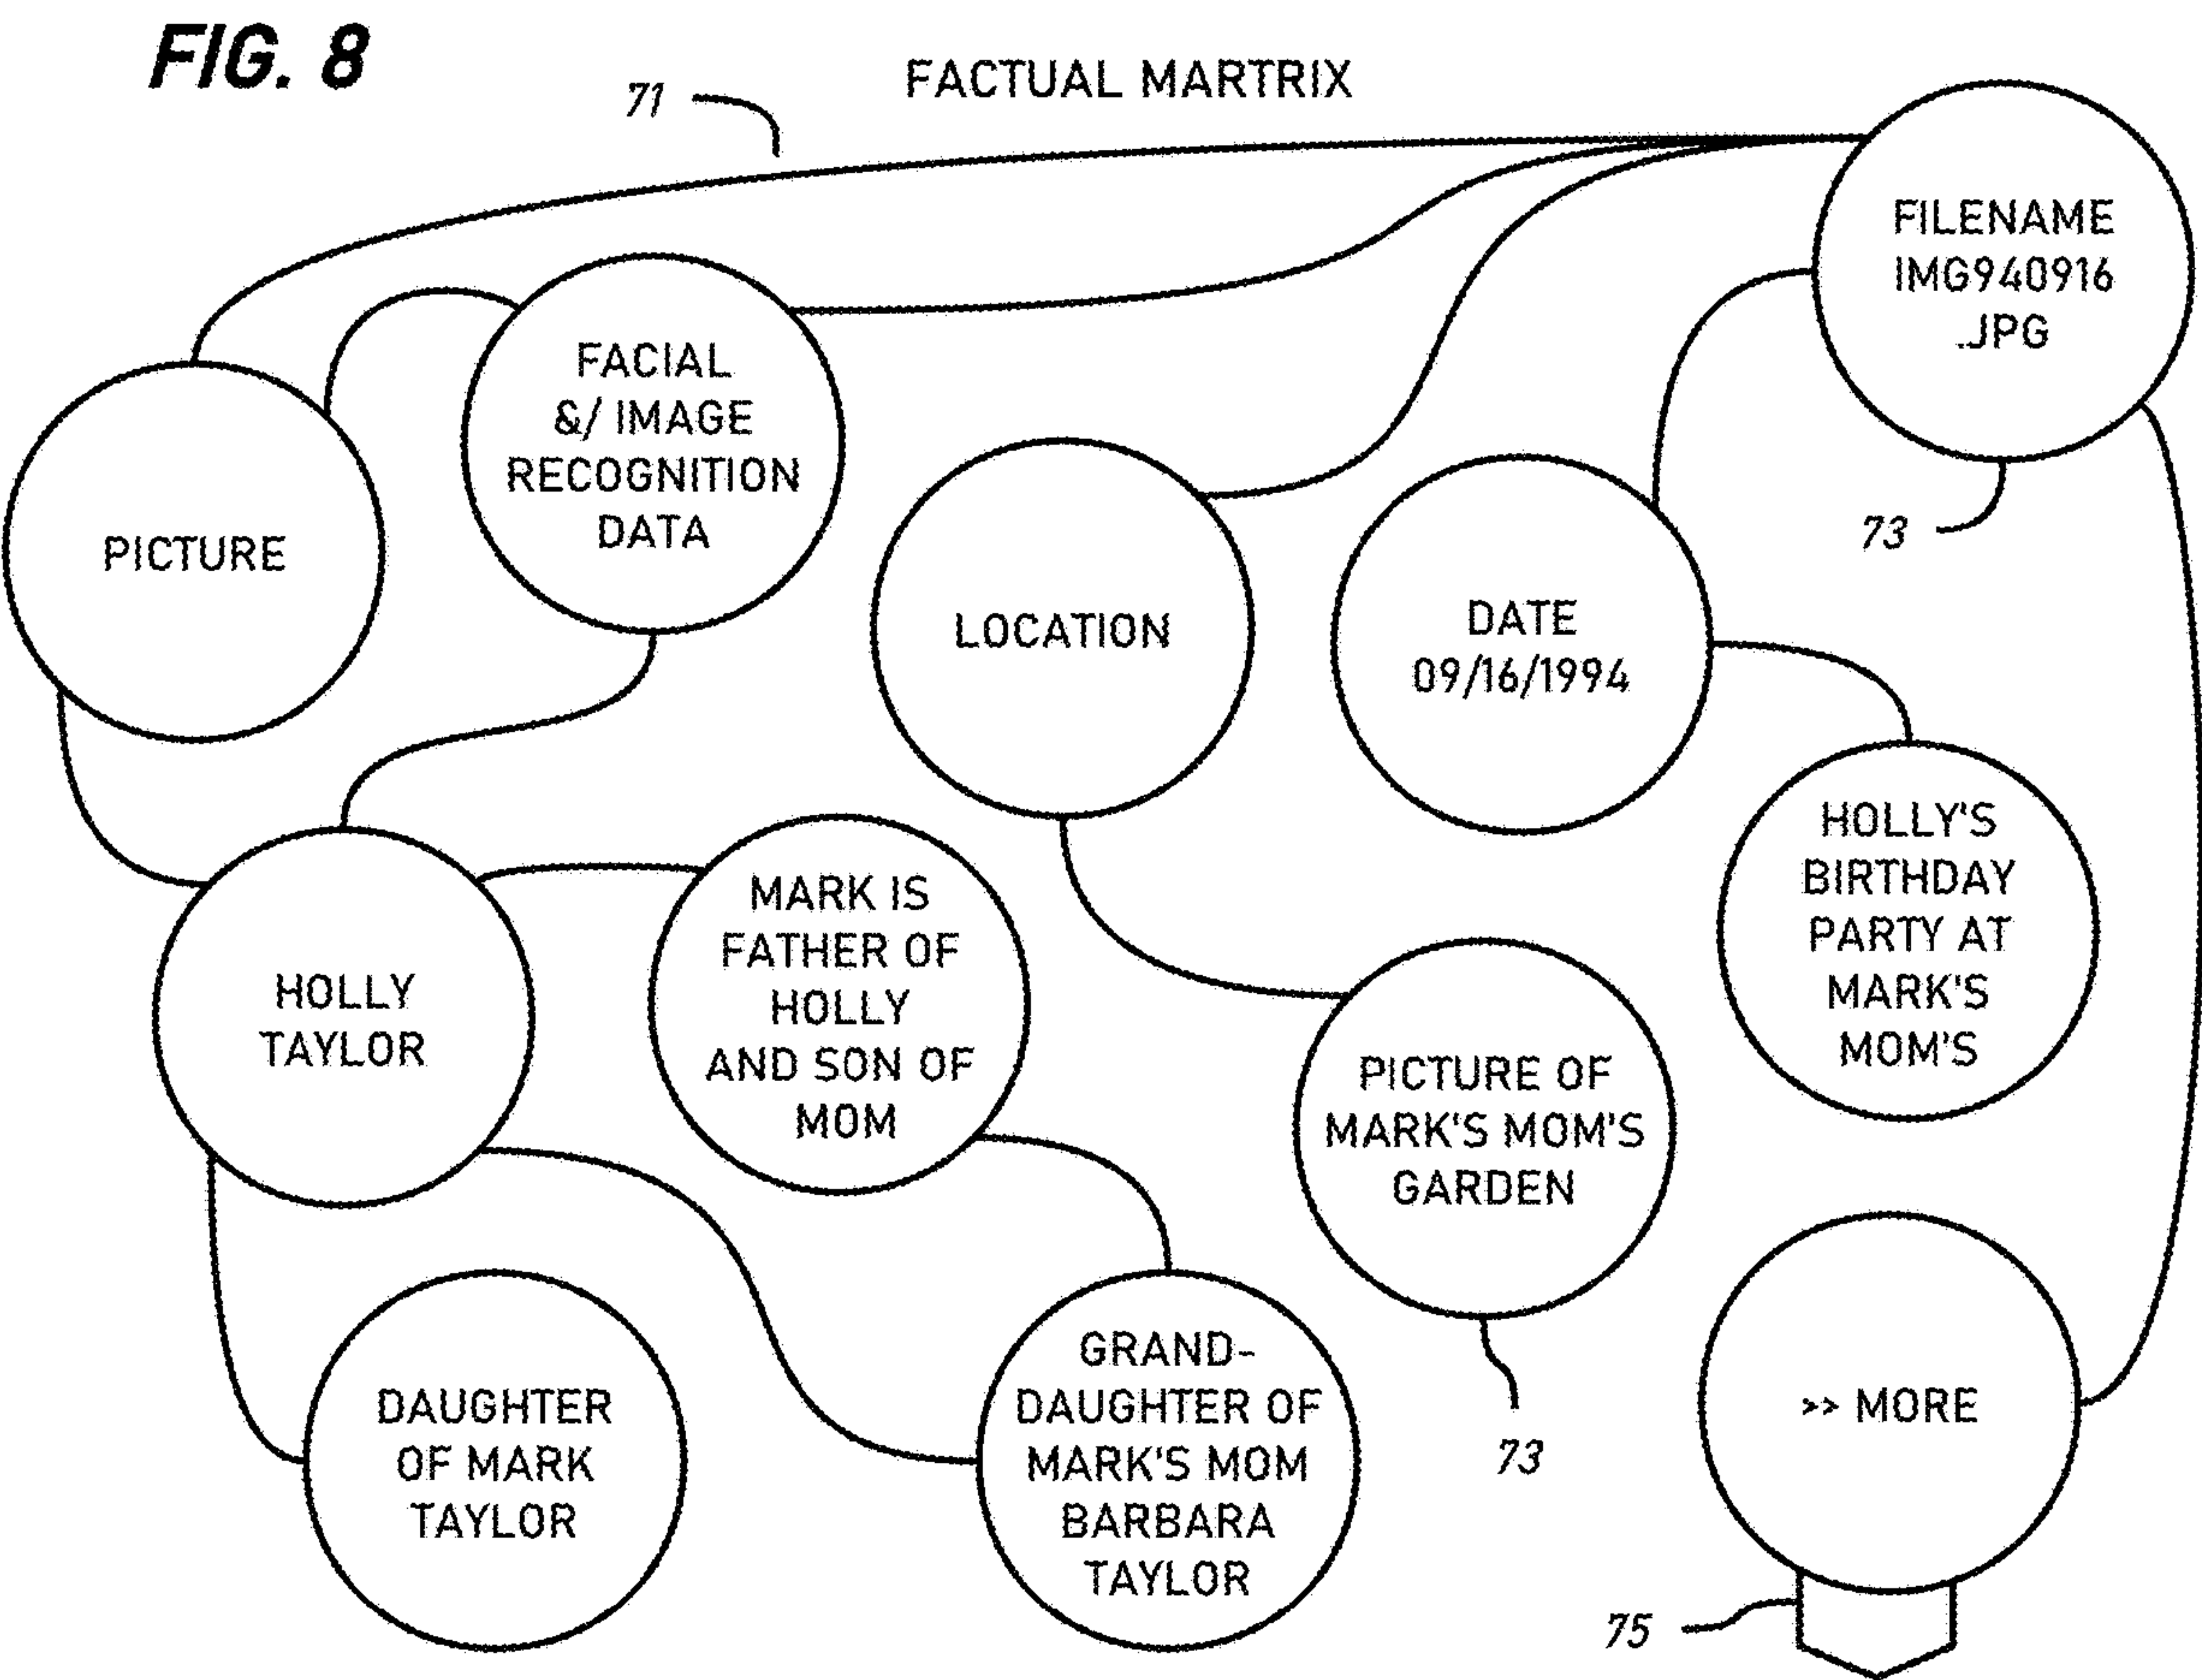 FIG. 8
FACTUAL MARTRIX
71
FILENAME
IMG940916
.JPG
73
FACIAL
&/ IMAGE
RECOGNITION
DATA
PICTURE
LOCATION
DATE
09/16/1994
HOLLY'S
BIRTHDAY
PARTY AT
MARK'S
MOM'S
MARK IS
FATHER OF
HOLLY
AND SON OF
MOM
HOLLY
TAYLOR
PICTURE OF
MARK'S MOM'S
GARDEN
73
DAUGHTER
OF MARK
TAYLOR
GRAND-
DAUGHTER OF
MARK'S MOM
BARBARA
TAYLOR
>> MORE
75